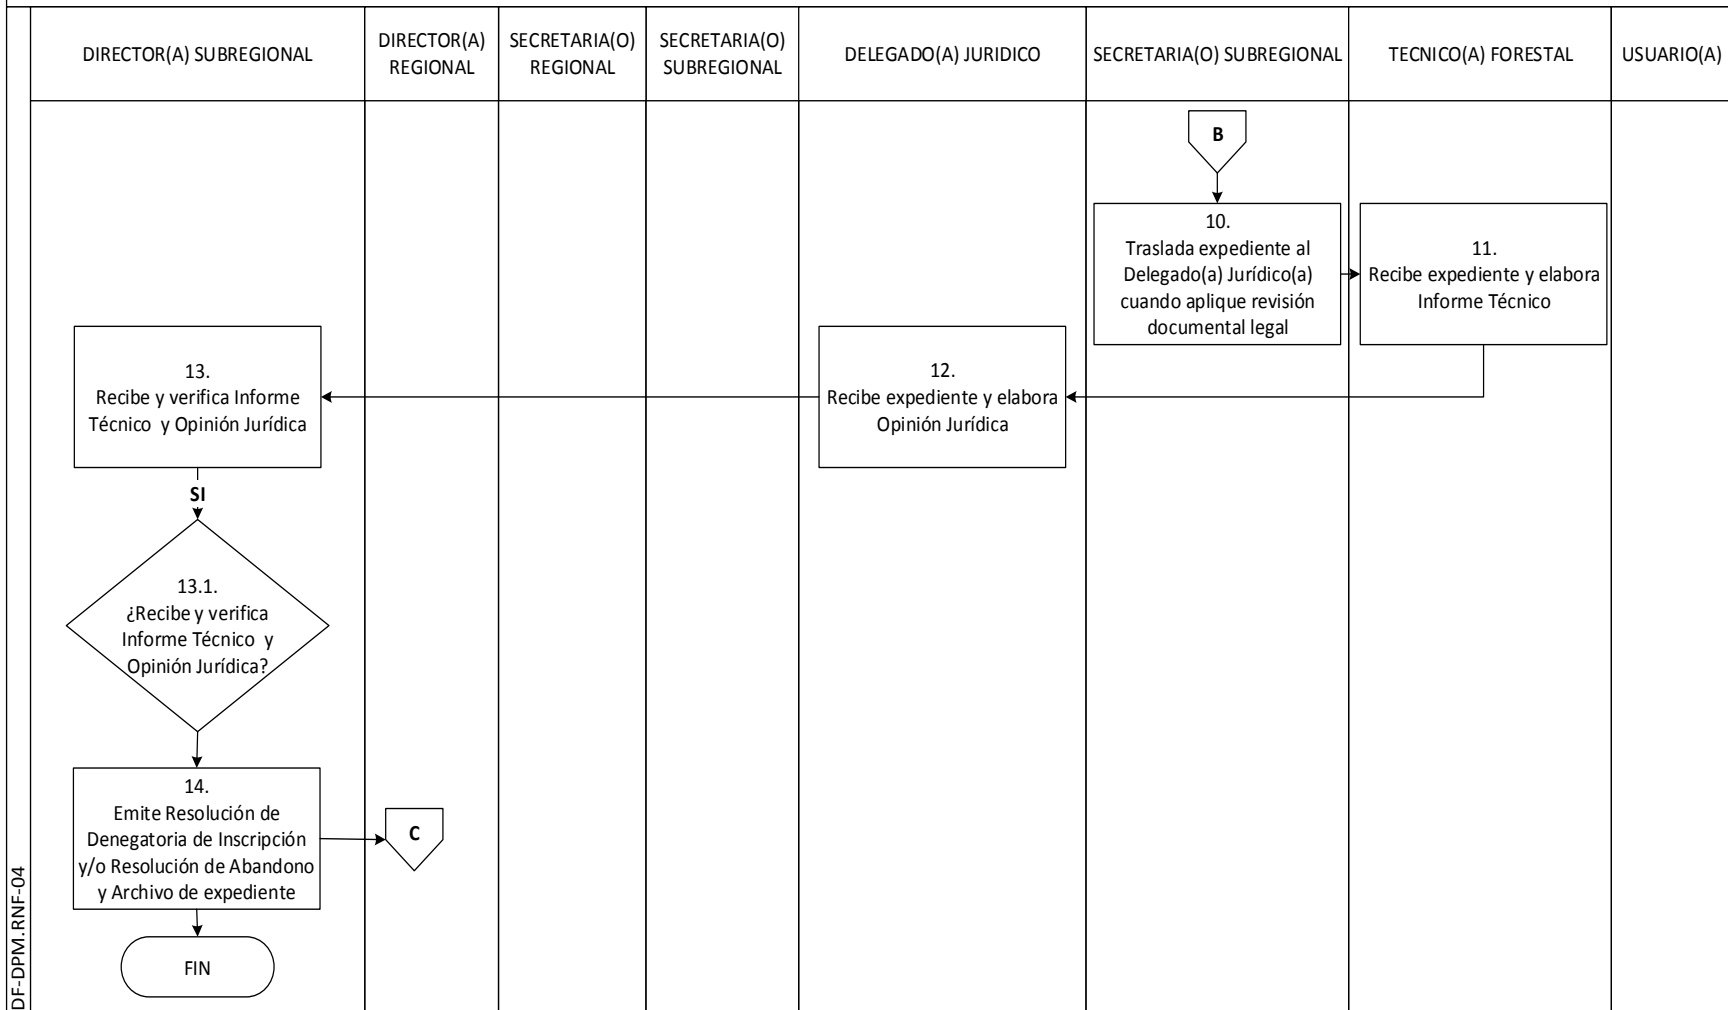 DIRECTOR(A) SUBREGIONAL
DIRECTOR(A)
REGIONAL
SECRETARIA(O)
REGIONAL
SECRETARIA(O)
SUBREGIONAL
DELEGADO(A) JURIDICO
SECRETARIA(O) SUBREGIONAL
TECNICO(A) FORESTAL
USUARIO(A)
B
10.
Traslada expediente al
Delegado(a) Jurídico(a)
cuando aplique revisión
documental legal
11.
Recibe expediente y elabora
Informe Técnico
12.
Recibe expediente y elabora
Opinión Jurídica
13.
Recibe y verifica Informe
Técnico y Opinión Jurídica
SI
13.1.
¿Recibe y verifica
Informe Técnico y
Opinión Jurídica?
14.
Emite Resolución de
Denegatoria de Inscripción
y/o Resolución de Abandono
y Archivo de expediente
C
FIN
DF-DPM.RNF-04